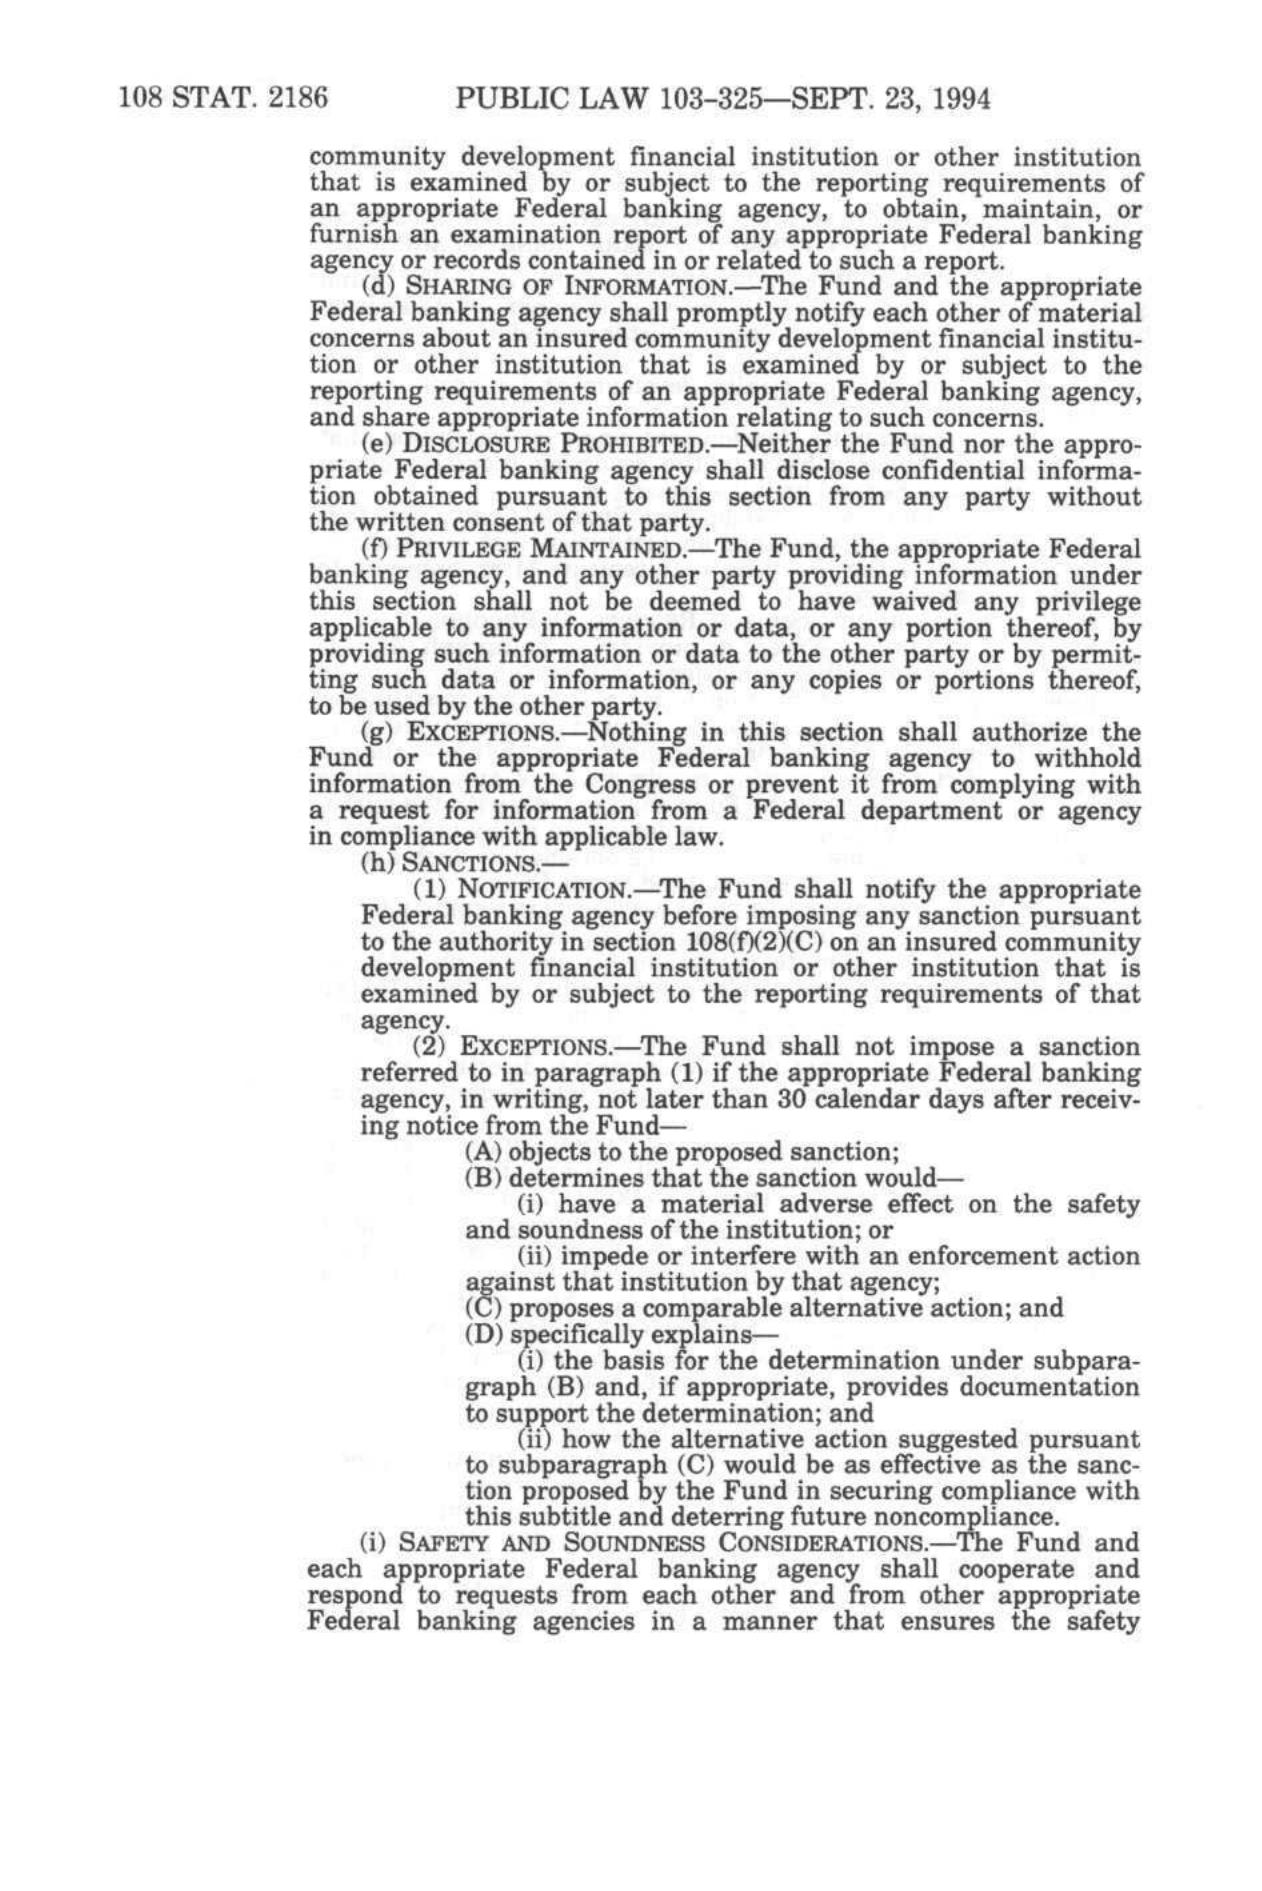 108 STAT. 2186 PUBLIC LAW 103-325—SEPT. 23, 1994
community development financial institution or other institution
that is examined by or subject to the reporting requirements of
an appropriate Federal banking agency, to obtain, maintain, or
furnish an examination report of any appropriate Federal banking
agency or records contained in or related to such a report.
(d) SHARING OF INFORMATION.—The Fund and the appropriate
Federal banking agency shall promptly notify each other of material
concerns about an insured community development financial institu-
tion or other institution that is examined by or subject to the
reporting requirements of an appropriate Federal banking agency,
and share appropriate information relating to such concerns.
(e) DISCLOSURE PROHIBITED.—Neither the Fund nor the appro-
priate Federal banking agency shall disclose confidential informa-
tion obtained pursuant to this section from any party without
the written consent of that party.
(f) PRIVILEGE MAINTAINED.—The Fund, the appropriate Federal
banking agency, and any other party providing information under
this section shall not be deemed to have waived any privilege
applicable to any information or data, or any portion thereof, by
providing such information or data to the other party or by permit-
ting such data or information, or any copies or portions thereof,
to be used by the other party.
(g) EXCEPTIONS.—Nothing in this section shall authorize the
Fund or the appropriate Federal banking agency to withhold
information from the Congress or prevent it from complying with
a request for information from a Federal department or agency
in compliance with applicable law.
(h) SANCTIONS.—
(1) NOTIFICATION.—The Fund shall notify the appropriate
Federal banking agency before imposing any sanction pursuant
to the authority in section 108(f)(2)(C) on an insured community
development financial institution or other institution that is
examined by or subject to the reporting requirements of that
agency.
(2) EXCEPTIONS.—The Fund shall not impose a sanction
referred to in paragraph (1) if the appropriate Federal banking
agency, in writing, not later than 30 calendar days after receiv-
ing notice from the Fund—
(A) objects to the proposed sanction;
(B) determines that the sanction would—
(i) have a material adverse effect on the safety
and soundness of the institution; or
(ii) impede or interfere with an enforcement action
against that institution by that agency;
(C) proposes a comparable alternative action; and
(D) specifically explains—
(i) the basis for the determination under subpara-
graph (B) and, if appropriate, provides documentation
to support the determination; and
(ii) how the alternative action suggested pursuant
to subparagraph (C) would be as effective as the sanc-
tion proposed by the Fund in securing compliance with
this subtitle and deterring future noncompliance.
(i) SAFETY AND SOUNDNESS CONSIDERATIONS.—The Fund and
each appropriate Federal banking agency shall cooperate and
respond to requests from each other and from other appropriate
Federal banking agencies in a manner that ensures the safety